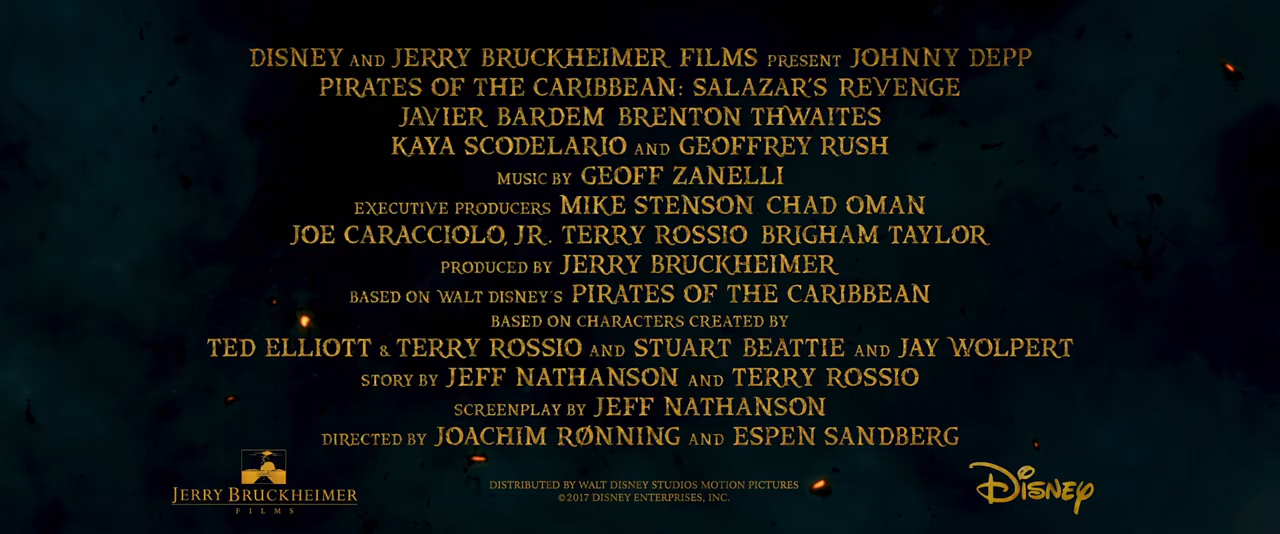 DISNEY AND JERRY BRUCKHEIMER FILMS PRESENT JOHNNY DEPP
PIRATES OF THE CARIBBEAN: SALAZAR'S REVENGE
JAVIER BARDEM BRENTON THWAITES
KAYA SCODELARIO AND GEOFFREY RUSH
MUSIC BY GEOFF ZANELLI
EXECUTIVE PRODUCERS MIKE STENSON CHAD OMAN
JOE CARACCIOLO, JR. TERRY ROSSIO BRIGHAM TAYLOR
PRODUCED BY JERRY BRUCKHEIMER
BASED ON WALT DISNEY'S PIRATES OF THE CARIBBEAN
BASED ON CHARACTERS CREATED BY
TED ELLIOTT & TERRY ROSSIO AND STUART BEATTIE AND JAY WOLPERT
STORY BY JEFF NATHANSON AND TERRY ROSSIO
SCREENPLAY BY JEFF NATHANSON
DIRECTED BY JOACHIM RØNNING AND ESPEN SANDBERG
JERRY BRUCKHEIMER
FILMS
DISTRIBUTED BY WALT DISNEY STUDIOS MOTION PICTURES
©2017 DISNEY ENTERPRISES, INC.
DISNEY